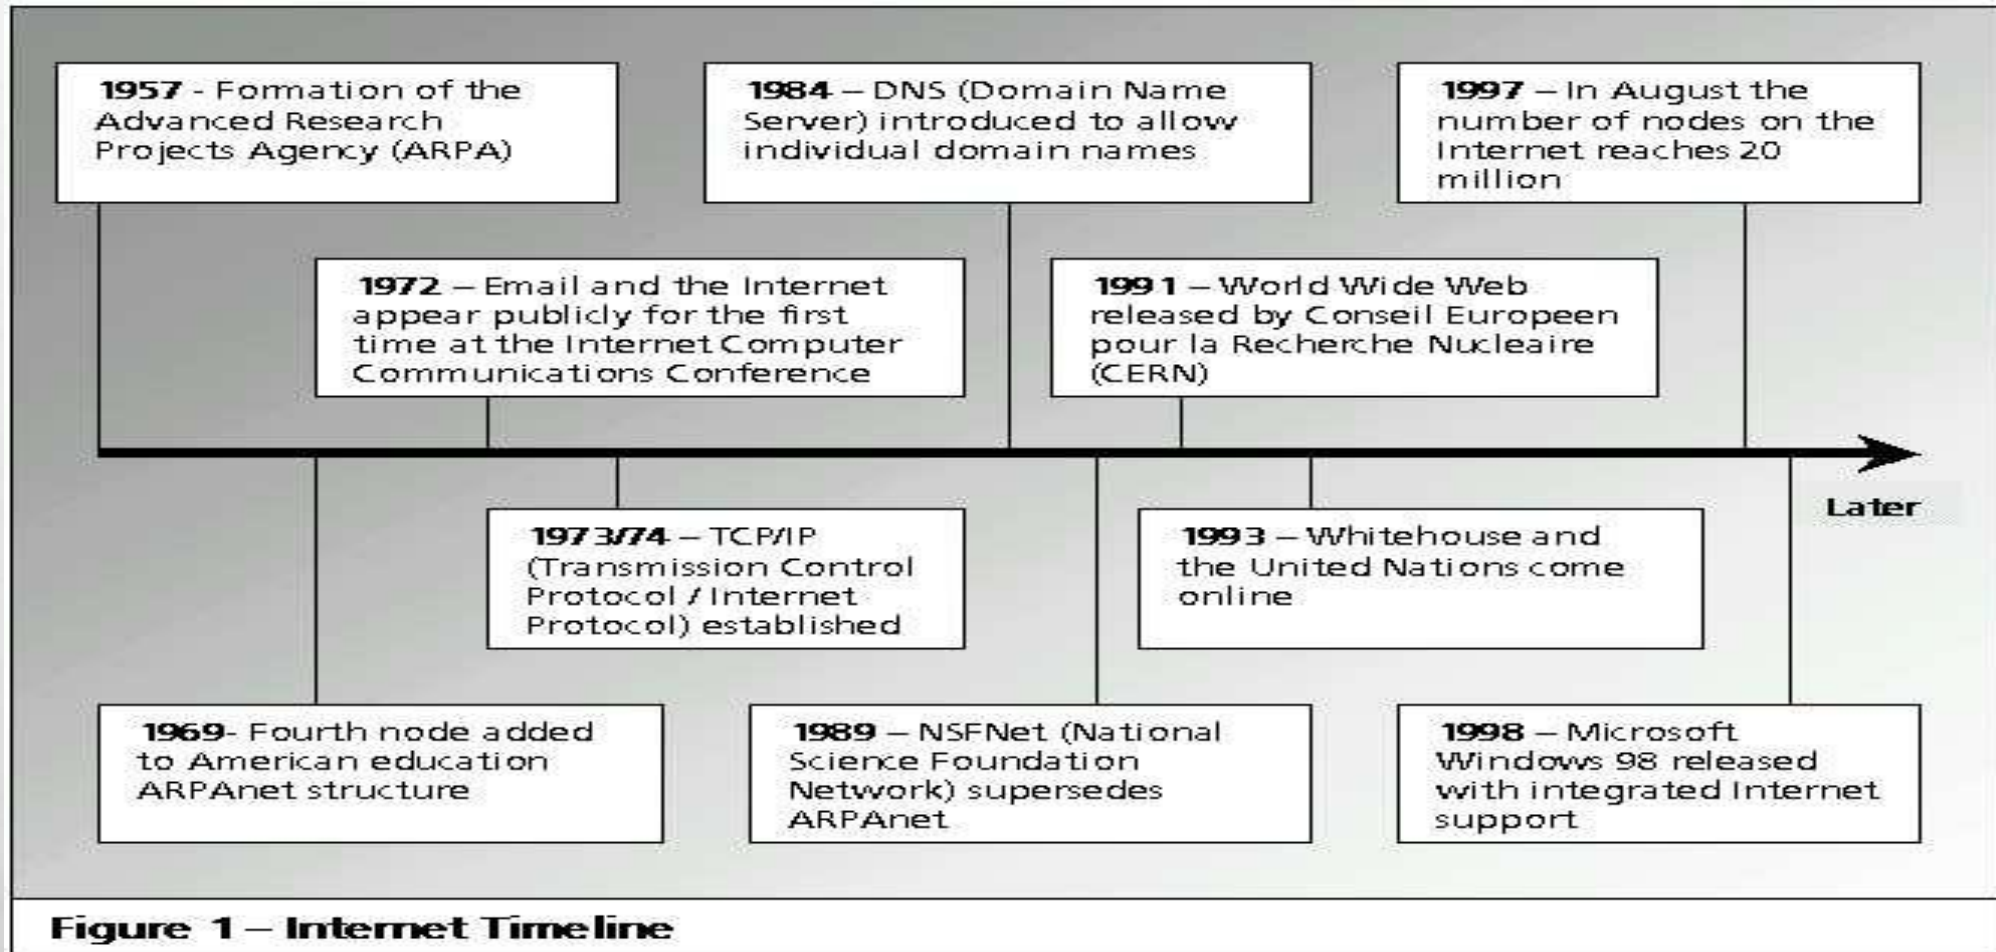 1957 - Formation of the
Advanced Research
Projects Agency (ARPA)
1984 – DNS (Domain Name
Server) introduced to allow
individual domain names
1997 – In August the
number of nodes on the
Internet reaches 20
million
1972 – Email and the Internet
appear publicly for the first
time at the Internet Computer
Communications Conference
1991 – World Wide Web
released by Conseil Europeen
pour la Recherche Nucleaire
(CERN)
Later
1973/74 – TCP/IP
(Transmission Control
Protocol / Internet
Protocol) established
1993 – Whitehouse and
the United Nations come
online
1969- Fourth node added
to American education
ARPAnet structure
1989 – NSFNet (National
Science Foundation
Network) supersedes
ARPAnet
1998 – Microsoft
Windows 98 released
with integrated Internet
support
Figure 1 – Internet Timeline